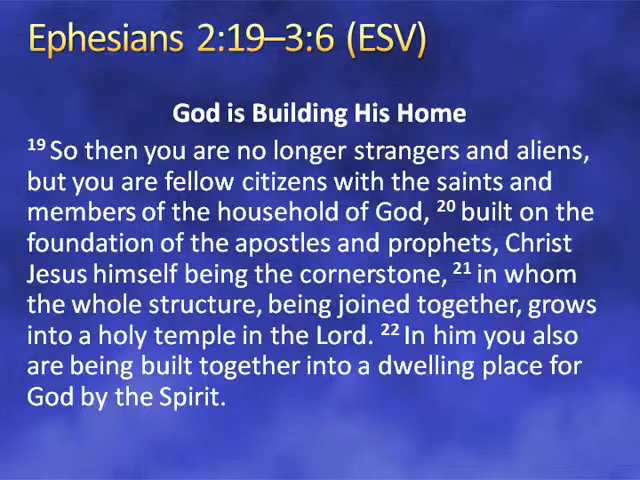 Ephesians 2:19–3:6 (ESV)
God is Building His Home
19 So then you are no longer strangers and aliens,
but you are fellow citizens with the saints and
members of the household of God, 20 built on the
foundation of the apostles and prophets, Christ
Jesus himself being the cornerstone, 21 in whom
the whole structure, being joined together, grows
into a holy temple in the Lord. 22 In him you also
are being built together into a dwelling place for
God by the Spirit.